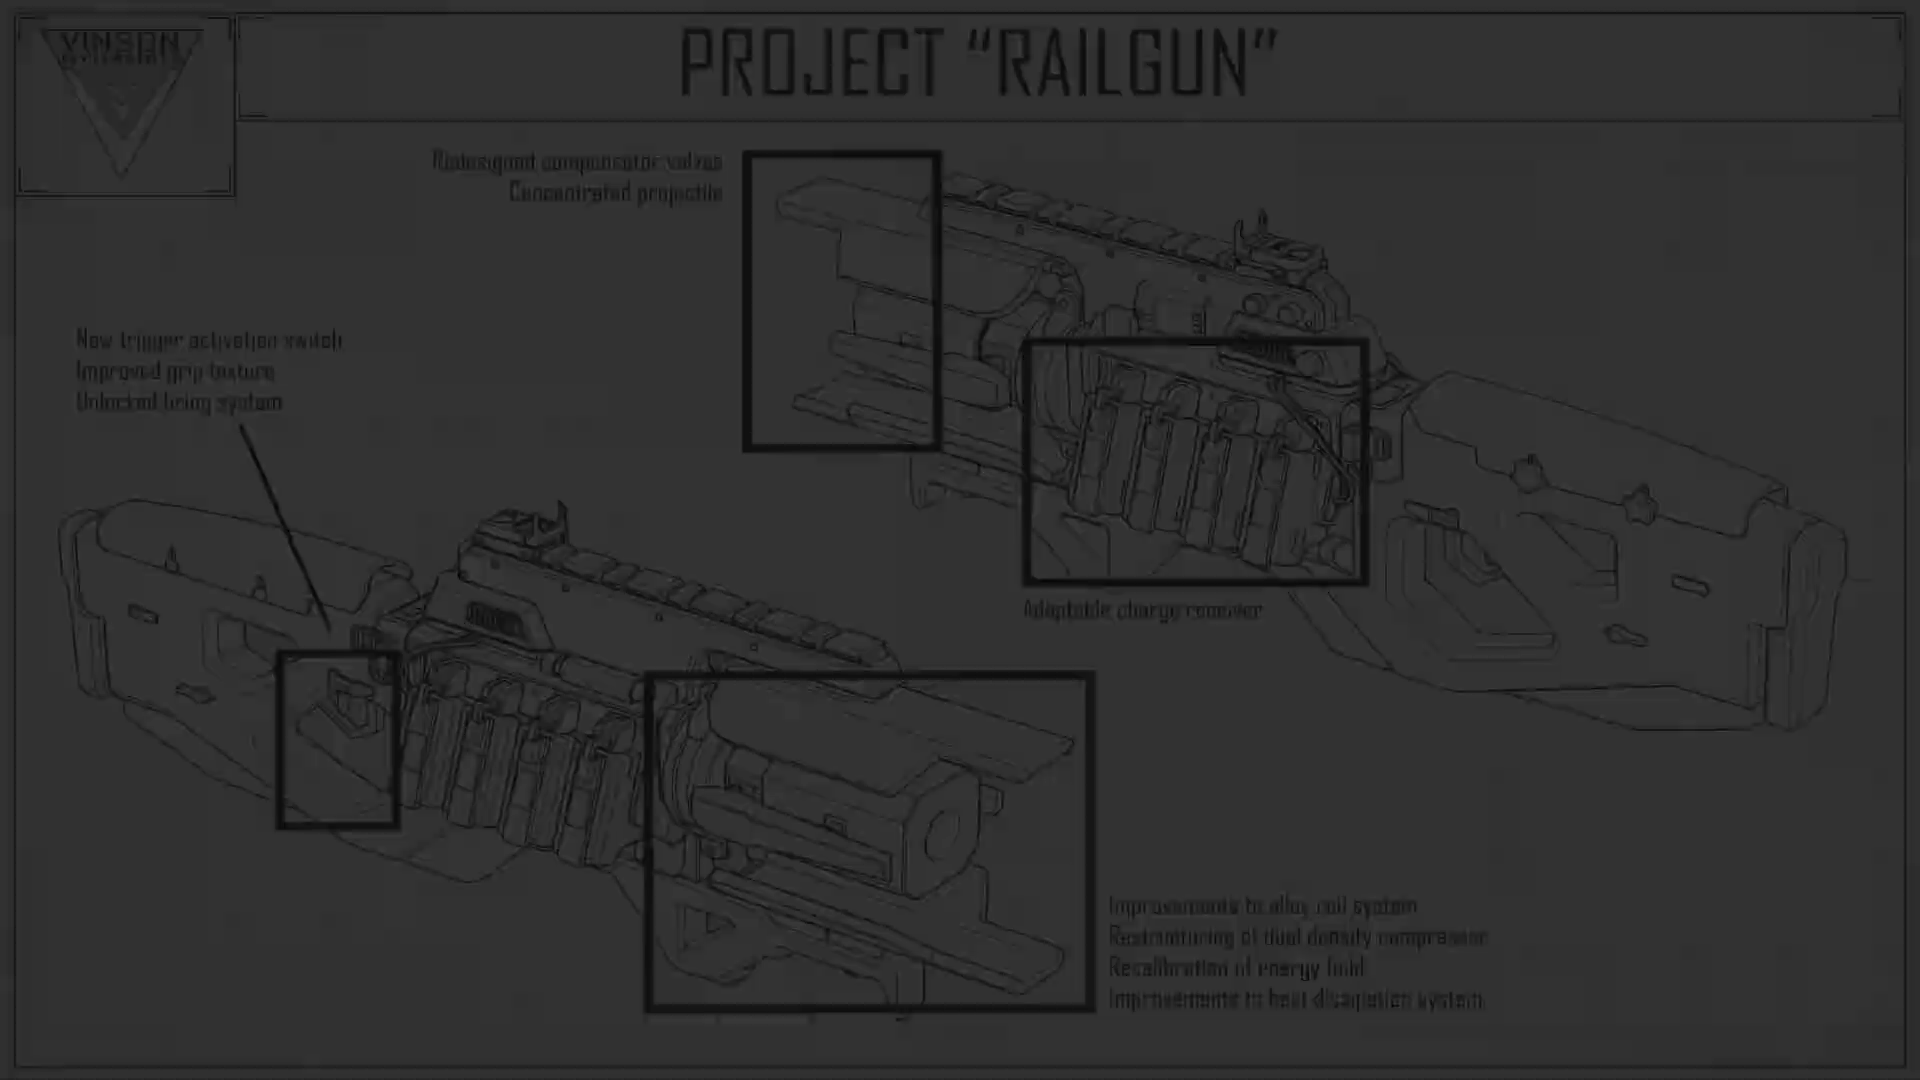 VINSON
PROJECT “RAILGUN”
Redesigned compensator valves
Concentrated projectile
New trigger activation switch
Improved grip texture
Unlocked firing system
Adaptable charge remover
Improvements to alloy rail system
Restructuring of dual density compressor
Recalibration of energy field
Improvements to heat dissipation system